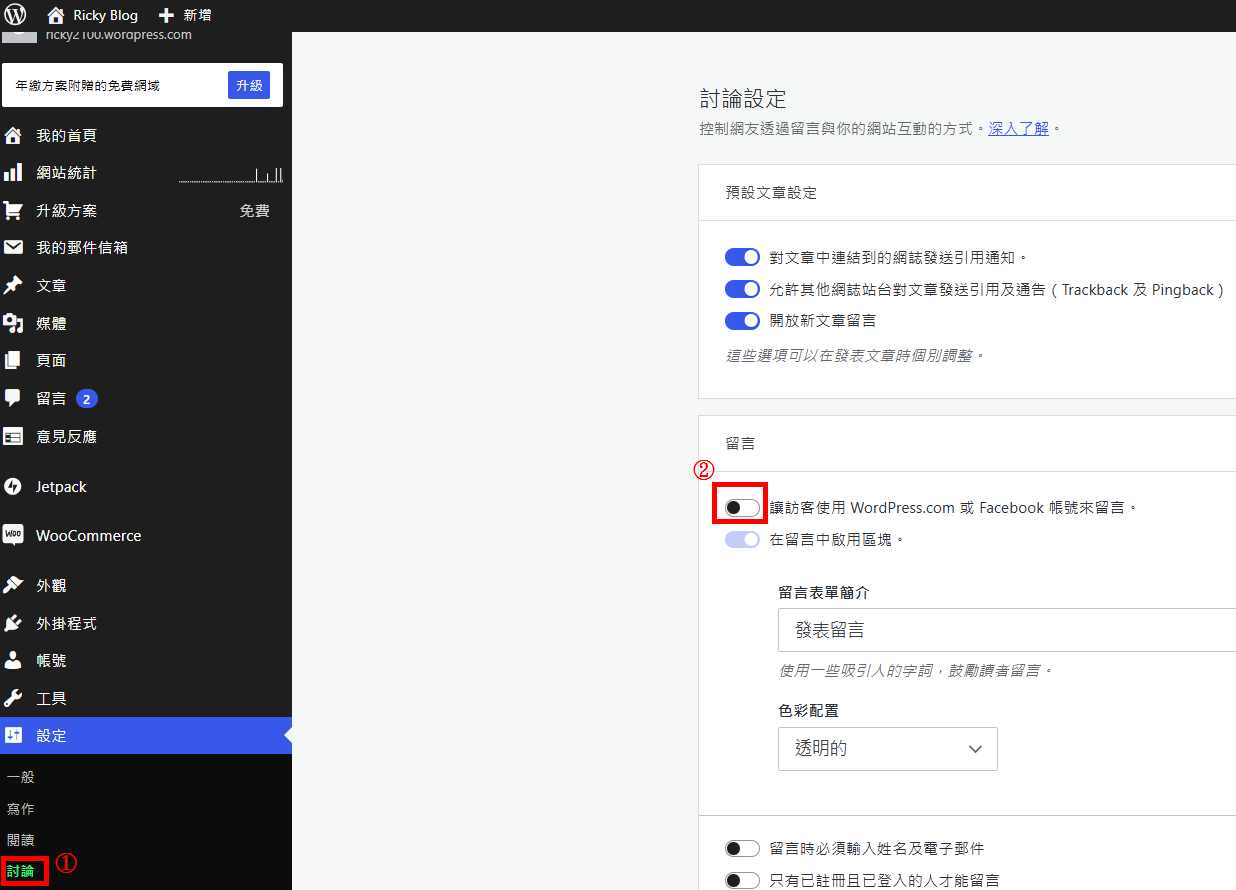 Ricky Blog 新增
ricky2100.wordpress.com
年繳方案附贈的免費網域 升級
我的首頁
網站統計
升級方案 免費
我的郵件信箱
文章
媒體
頁面
留言 2
意見反應
Jetpack
WooCommerce
外觀
外掛程式
帳號
工具
設定
一般
寫作
閱讀
討論 ①
討論設定
控制網友透過留言與你的網站互動的方式。深入了解。
預設文章設定
對文章中連結到的網誌發送引用通知。
允許其他網誌站台對文章發送引用及通告 ( Trackback 及 Pingback )
開放新文章留言
這些選項可以在發表文章時個別調整。
留言
②
讓訪客使用 WordPress.com 或 Facebook 帳號來留言。
在留言中啟用區塊。
留言表單簡介
發表留言
使用一些吸引人的字詞，鼓勵讀者留言。
色彩配置
透明的
留言時必須輸入姓名及電子郵件
只有已註冊且已登入的人才能留言